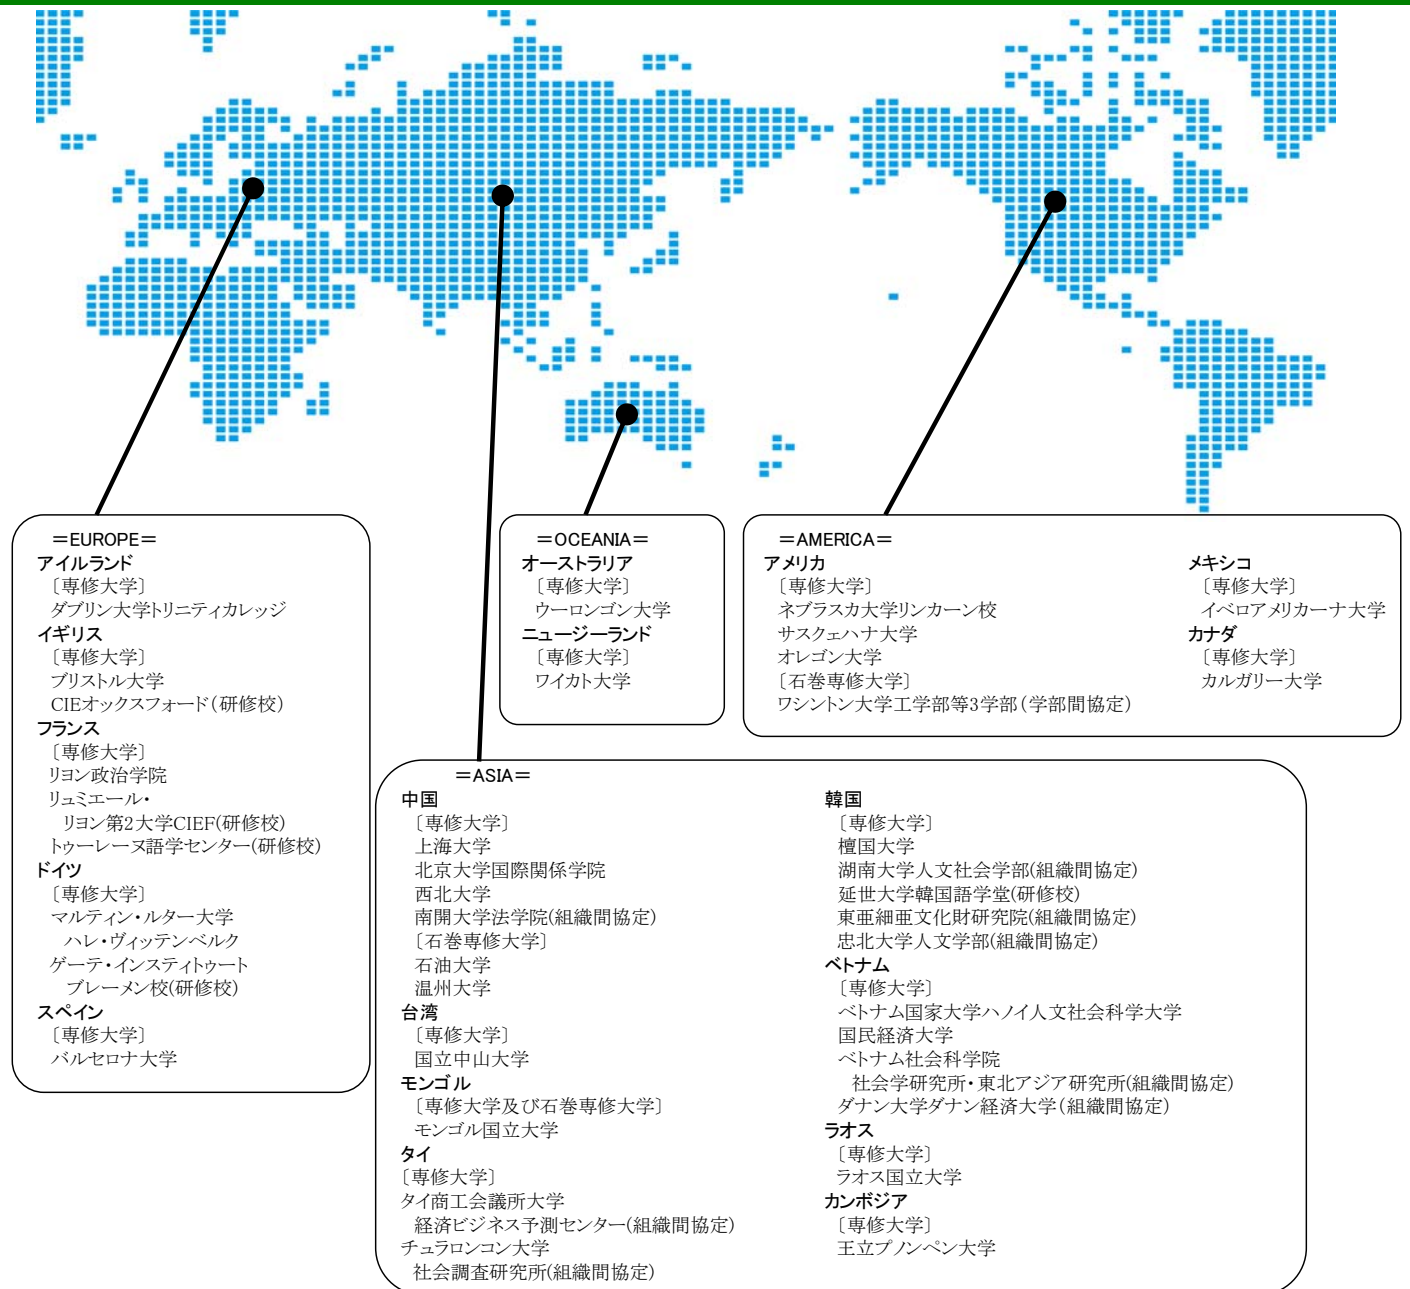 =EUROPE=
アイルランド
〔専修大学〕
ダブリン大学トリニティカレッジ
イギリス
〔専修大学〕
ブリストル大学
CIEオックスフォード(研修校)
フランス
〔専修大学〕
リヨン政治学院
リュミエール・
リヨン第2大学CIEF(研修校)
トゥーレーヌ語学センター(研修校)
ドイツ
〔専修大学〕
マルティン・ルター大学
ハレ・ヴィッテンベルク
ゲーテ・インスティトゥート
ブレーメン校(研修校)
スペイン
〔専修大学〕
バルセロナ大学
=OCEANIA=
オーストラリア
〔専修大学〕
ウーロンゴン大学
ニュージーランド
〔専修大学〕
ワイカト大学
=AMERICA=
アメリカ
〔専修大学〕
ネブラスカ大学リンカーン校
サスクェハナ大学
オレゴン大学
〔石巻専修大学〕
ワシントン大学工学部等3学部(学部間協定)
メキシコ
〔専修大学〕
イベロアメリカーナ大学
カナダ
〔専修大学〕
カルガリー大学
=ASIA=
中国
〔専修大学〕
上海大学
北京大学国際関係学院
西北大学
南開大学法学院(組織間協定)
〔石巻専修大学〕
石油大学
温州大学
台湾
〔専修大学〕
国立中山大学
モンゴル
〔専修大学及び石巻専修大学〕
モンゴル国立大学
タイ
〔専修大学〕
タイ商工会議所大学
経済ビジネス予測センター(組織間協定)
チュラロンコン大学
社会調査研究所(組織間協定)
韓国
〔専修大学〕
檀国大学
湖南大学人文社会学部(組織間協定)
延世大学韓国語学堂(研修校)
東亜細亜文化財研究院(組織間協定)
忠北大学人文学部(組織間協定)
ベトナム
〔専修大学〕
ベトナム国家大学ハノイ人文社会科学大学
国民経済大学
ベトナム社会科学院
社会学研究所・東北アジア研究所(組織間協定)
ダナン大学ダナン経済大学(組織間協定)
ラオス
〔専修大学〕
ラオス国立大学
カンボジア
〔専修大学〕
王立プノンペン大学